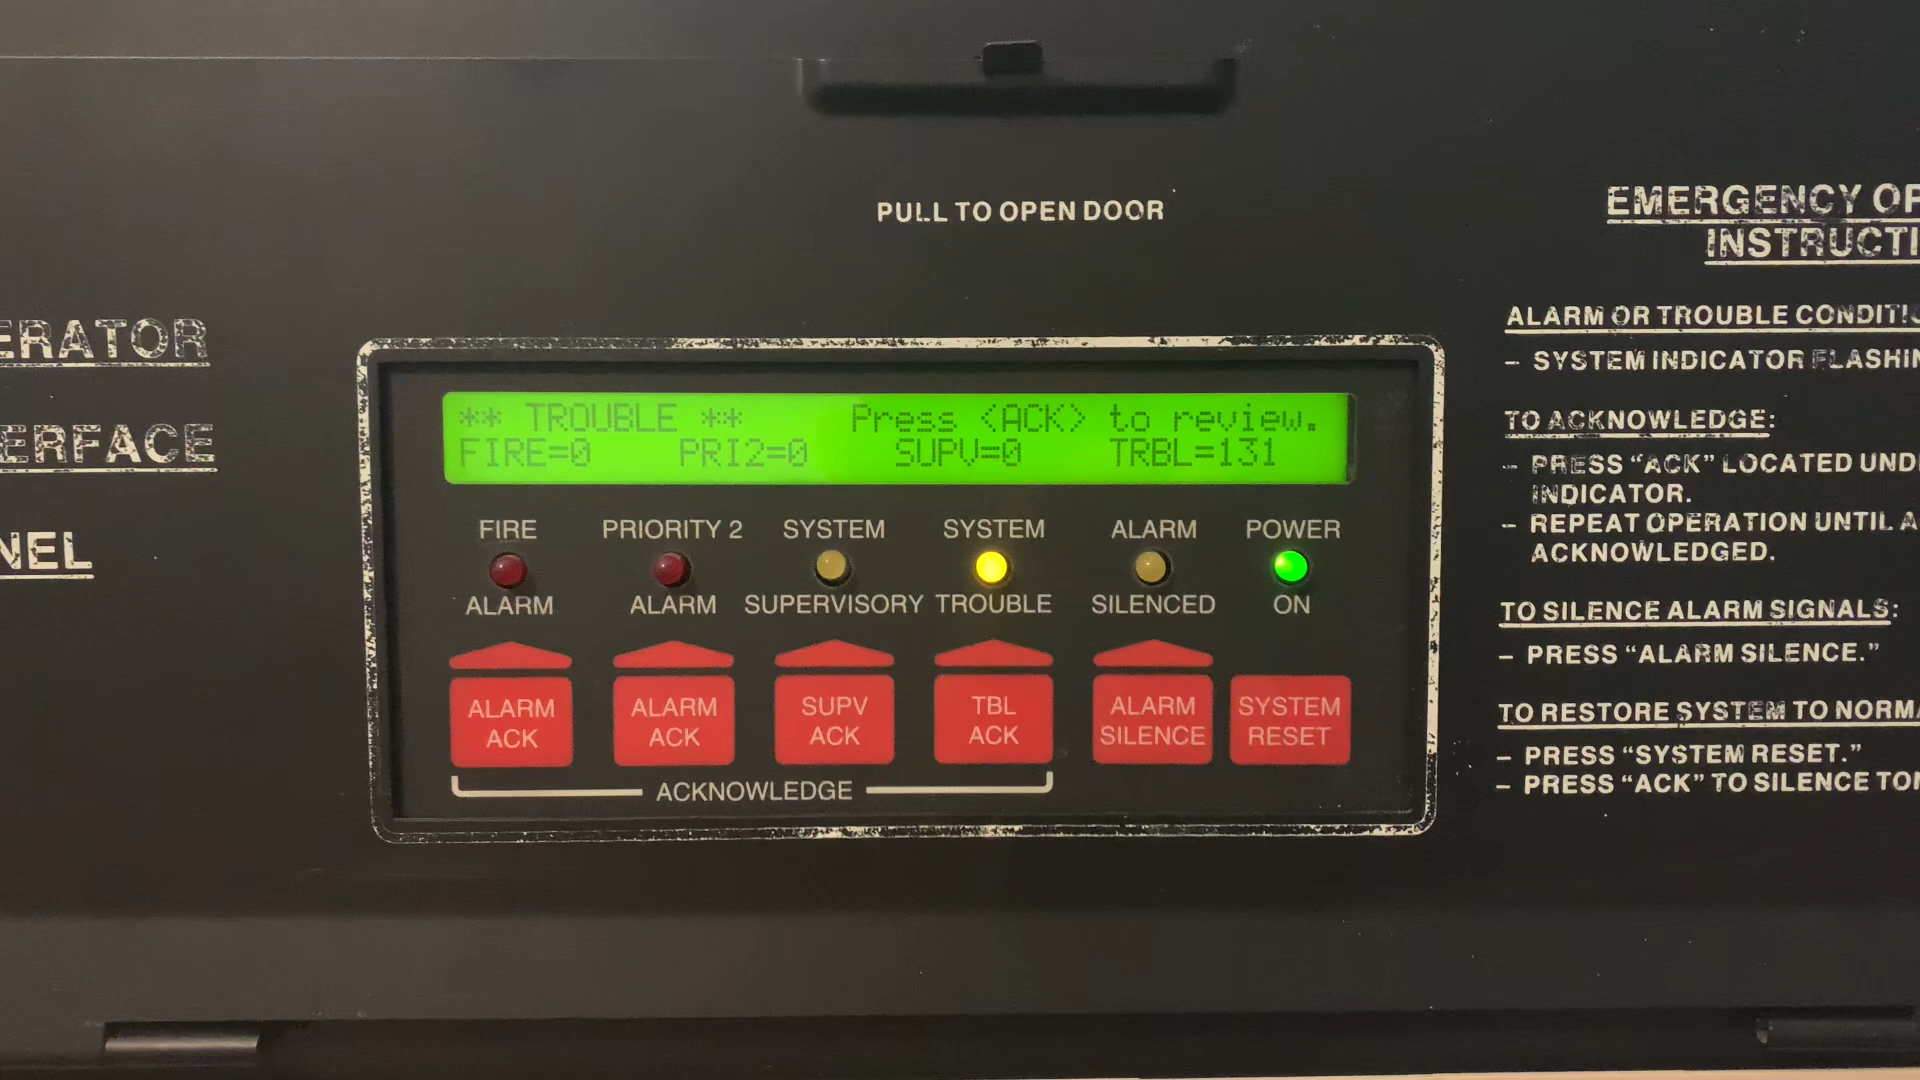 PULL TO OPEN DOOR
ERATOR
ERFACE
NEL
** TROUBLE ** Press <ACK> to review.
FIRE=0 PRI2=0 SUPV=0 TRBL=131
FIRE PRIORITY 2 SYSTEM SYSTEM ALARM POWER
ALARM ALARM SUPERVISORY TROUBLE SILENCED ON
ALARM ACK
ALARM ACK
SUPV ACK
TBL ACK
ALARM SILENCE
SYSTEM RESET
ACKNOWLEDGE
EMERGENCY OP
INSTRUCTI
ALARM OR TROUBLE CONDITI
– SYSTEM INDICATOR FLASHIN
TO ACKNOWLEDGE:
– PRESS “ACK” LOCATED UND
INDICATOR.
– REPEAT OPERATION UNTIL A
ACKNOWLEDGED.
TO SILENCE ALARM SIGNALS:
– PRESS “ALARM SILENCE.”
TO RESTORE SYSTEM TO NORMA
– PRESS “SYSTEM RESET.”
– PRESS “ACK” TO SILENCE TON